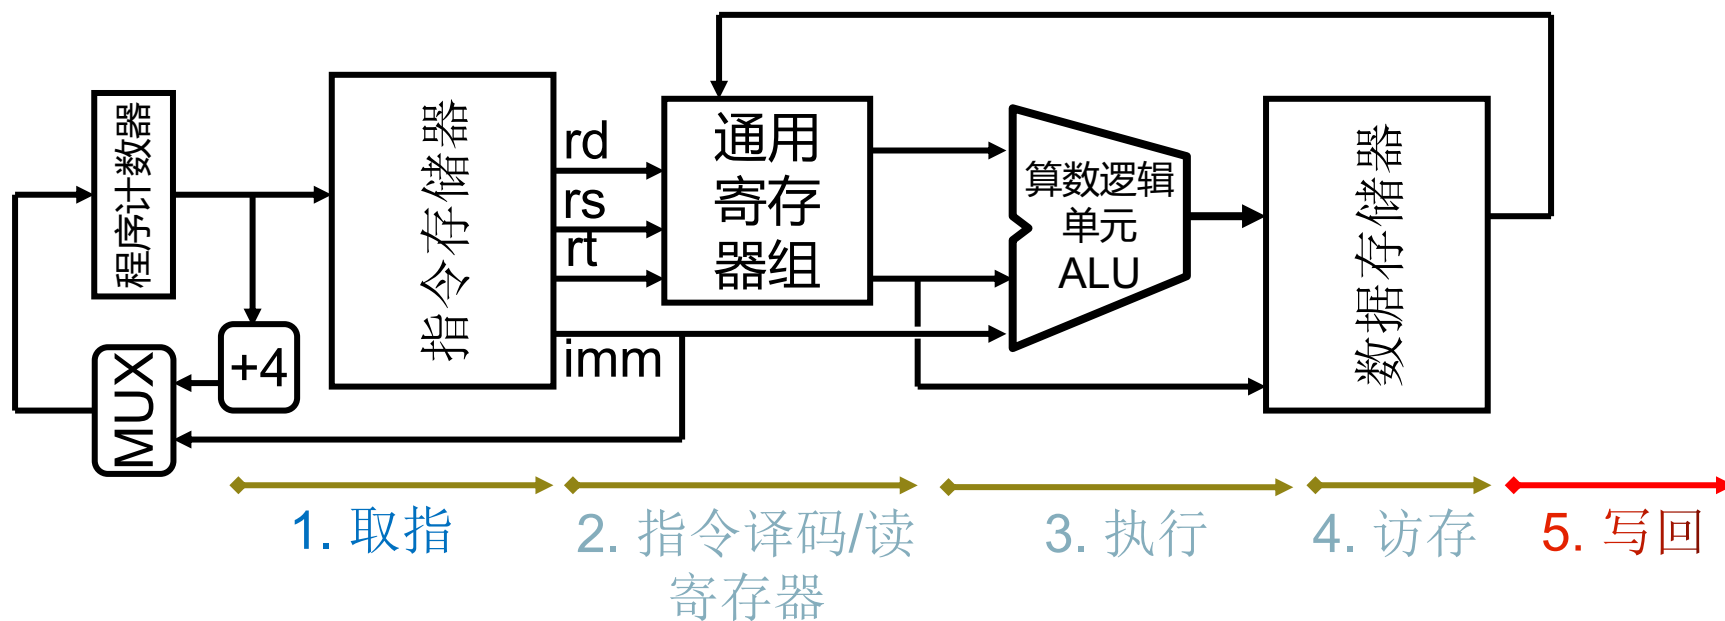 程序计数器
指令存储器
rd
rs
rt
imm
通用
寄存
器组
算数逻辑
单元
ALU
数据存储器
+4
MUX
1. 取指
2. 指令译码/读
寄存器
3. 执行
4. 访存
5. 写回